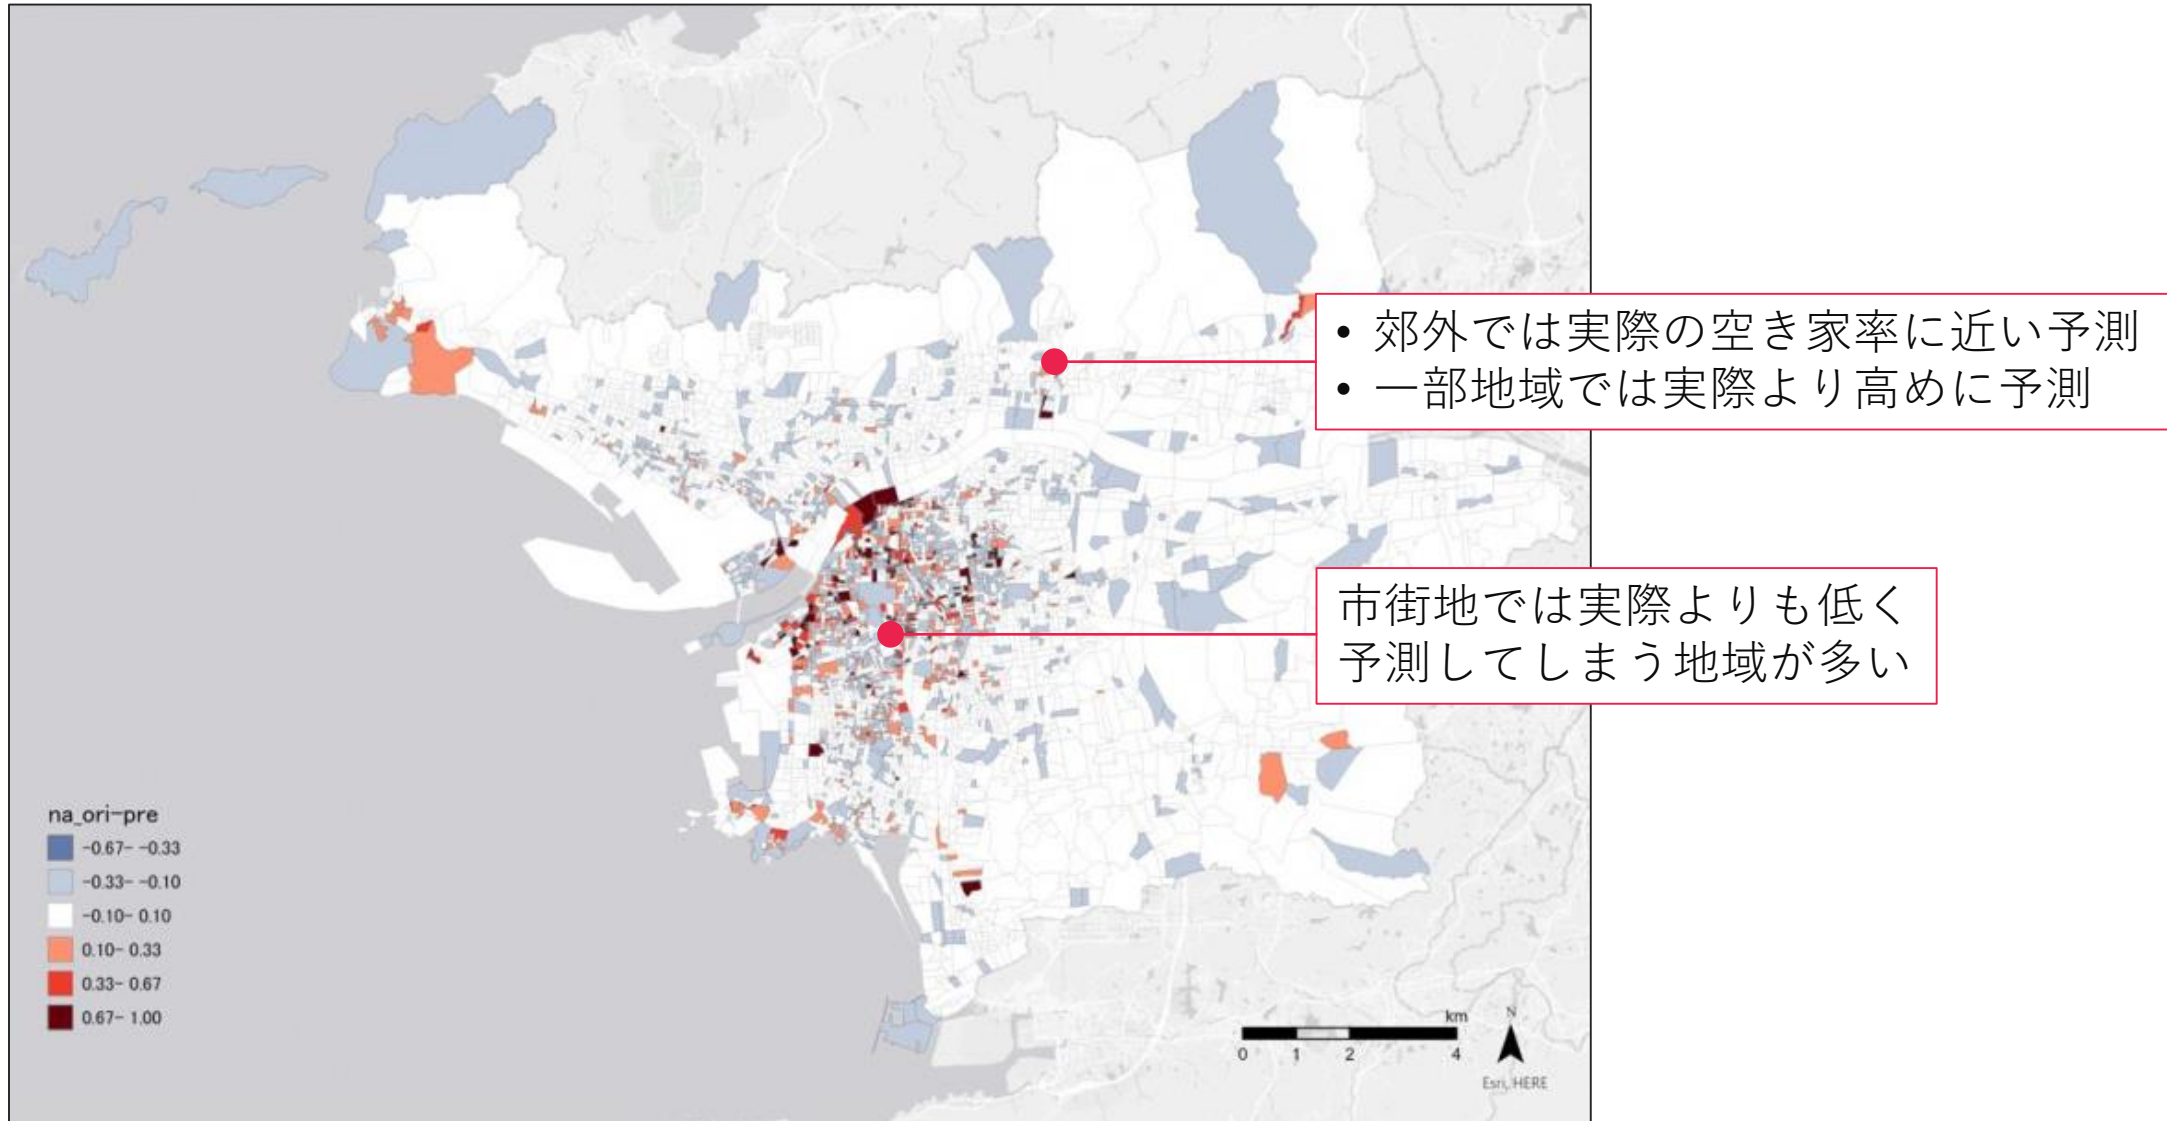 • 郊外では実際の空き家率に近い予測
• 一部地域では実際より高めに予測
市街地では実際よりも低く
予測してしまう地域が多い
na_ori-pre
-0.67- -0.33
-0.33- -0.10
-0.10- 0.10
0.10- 0.33
0.33- 0.67
0.67- 1.00
km
0 1 2 4
N
Esri, HERE